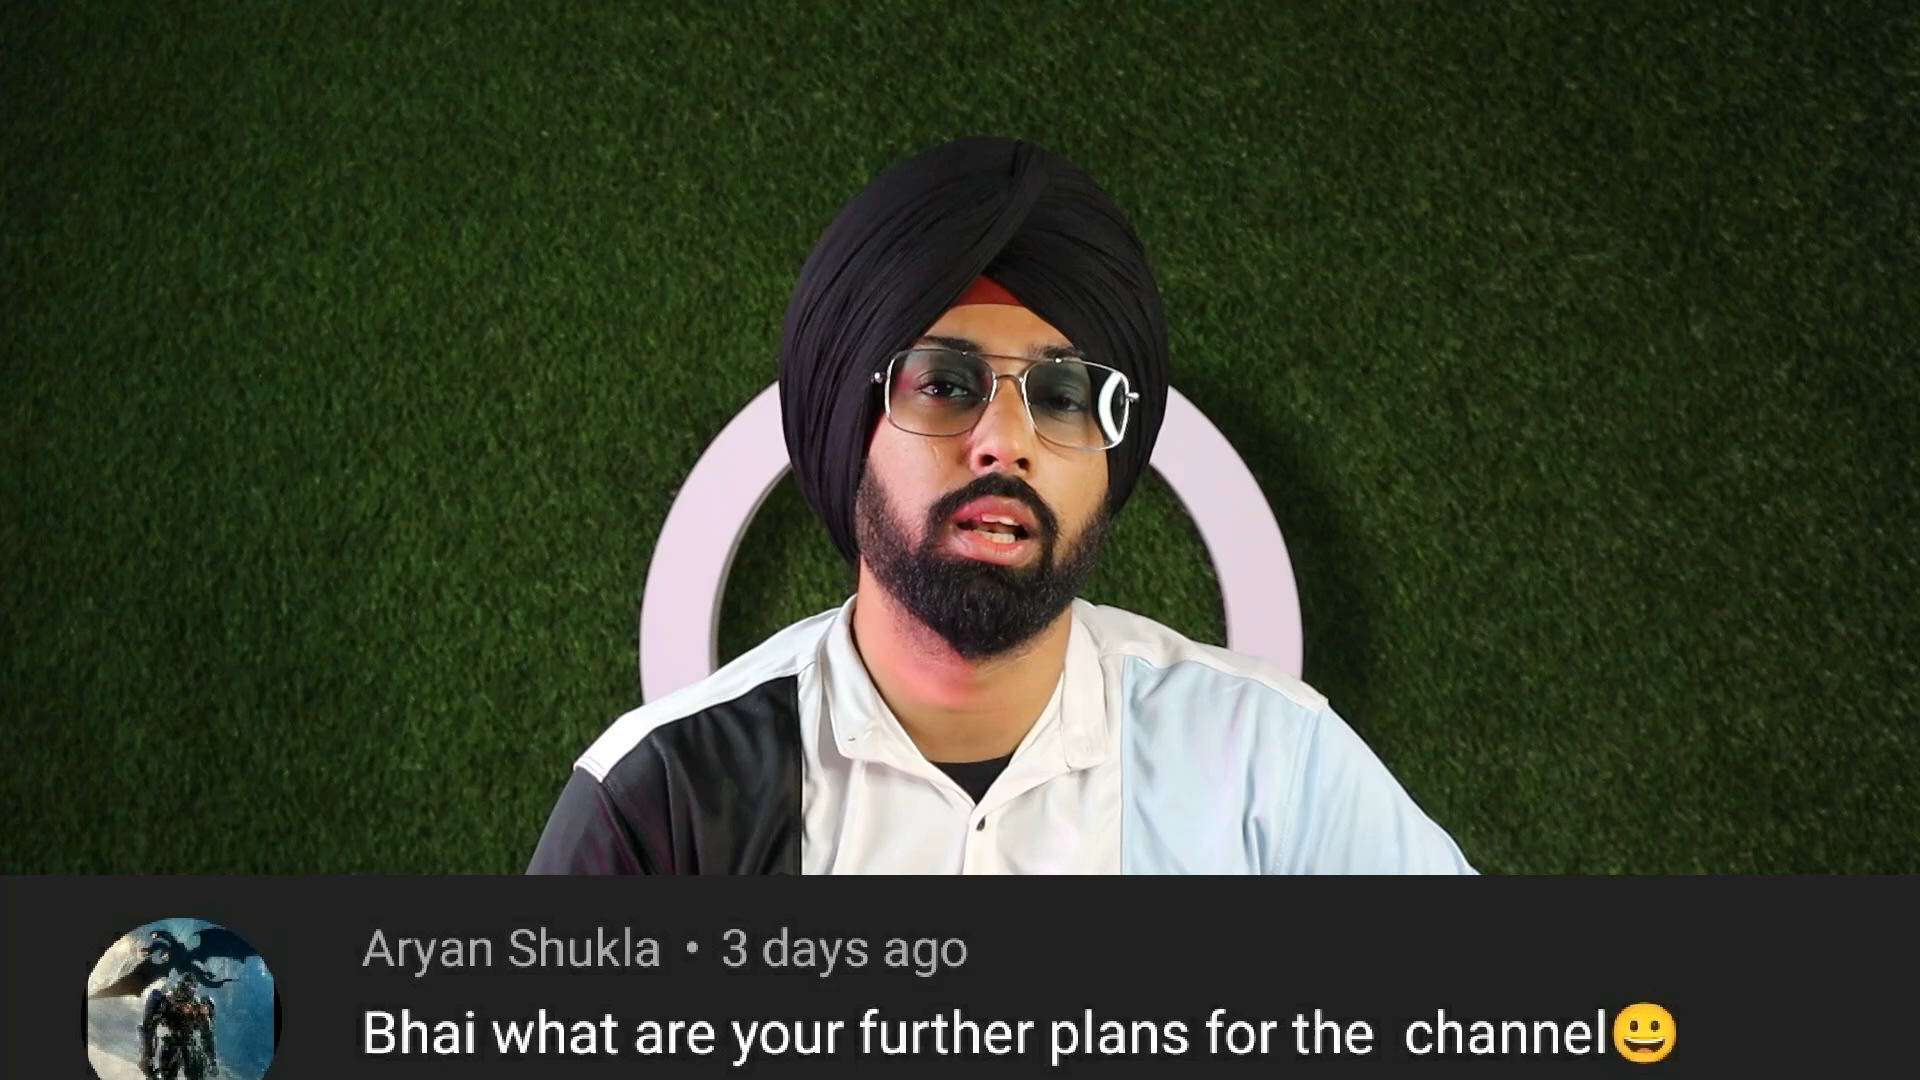 Aryan Shukla • 3 days ago
Bhai what are your further plans for the channel😀